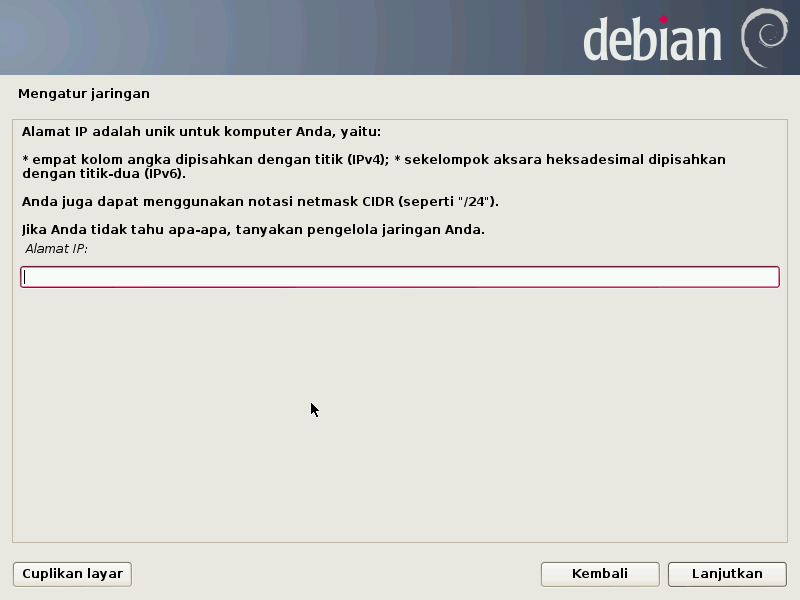 debian
Mengatur jaringan
Alamat IP adalah unik untuk komputer Anda, yaitu:
* empat kolom angka dipisahkan dengan titik (IPv4); * sekelompok aksara heksadesimal dipisahkan
dengan titik-dua (IPv6).
Anda juga dapat menggunakan notasi netmask CIDR (seperti "/24").
Jika Anda tidak tahu apa-apa, tanyakan pengelola jaringan Anda.
Alamat IP:
Cuplikan layar
Kembali
Lanjutkan